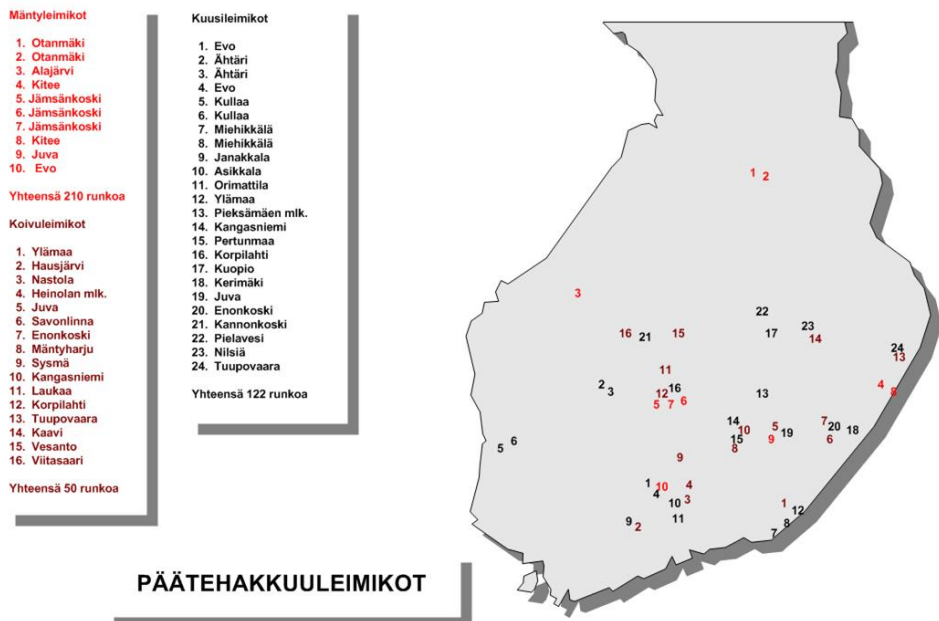 Mäntyleimikot
1. Otanmäki
2. Otanmäki
3. Alajärvi
4. Kitee
5. Jämsänkoski
6. Jämsänkoski
7. Jämsänkoski
8. Kitee
9. Juva
10. Evo
Yhteensä 210 runkoa
Koivuleimikot
1. Ylämaa
2. Hausjärvi
3. Nastola
4. Heinolan mlk.
5. Juva
6. Savonlinna
7. Enonkoski
8. Mäntyharju
9. Sysmä
10. Kangasniemi
11. Laukaa
12. Korpilahti
13. Tuupovaara
14. Kaavi
15. Vesanto
16. Viitasaari
Yhteensä 50 runkoa
Kuusileimikot
1. Evo
2. Ähtäri
3. Ähtäri
4. Evo
5. Kullaa
6. Kullaa
7. Miehikkälä
8. Miehikkälä
9. Janakkala
10. Asikkala
11. Orimattila
12. Ylämaa
13. Pieksämäen mlk.
14. Kangasniemi
15. Pertunmaa
16. Korpilahti
17. Kuopio
18. Kerimäki
19. Juva
20. Enonkoski
21. Kannonkoski
22. Pielavesi
23. Nilsiä
24. Tuupovaara
Yhteensä 122 runkoa
1 2
3
22
16 21 15 17 23 14
24
13
11
2 3 12 16 13 4 8
5 7 6
14 10 5 7 20 18
5 6 15 9 19 6
8
9
1 10 4
4 10 3 1
12
9 2 11 8
7
PÄÄTEHAKKUULEIMIKOT